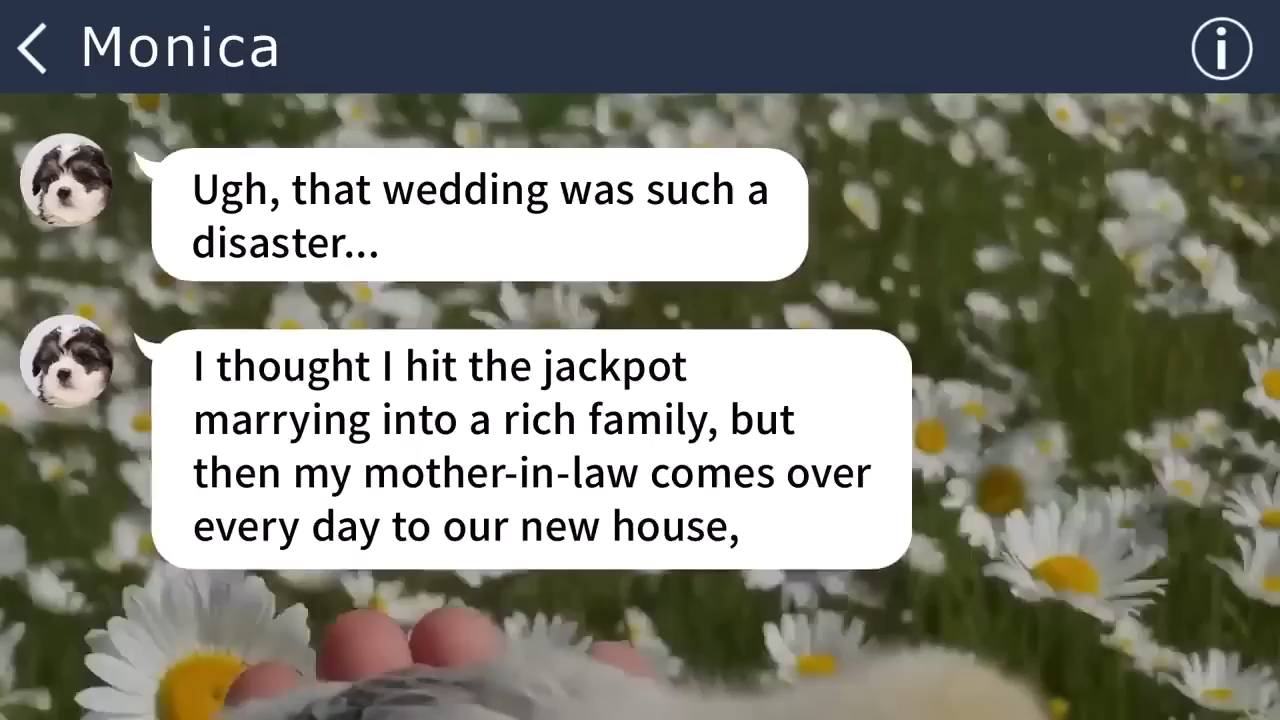 Monica
Ugh, that wedding was such a
disaster...
I thought I hit the jackpot
marrying into a rich family, but
then my mother-in-law comes over
every day to our new house,